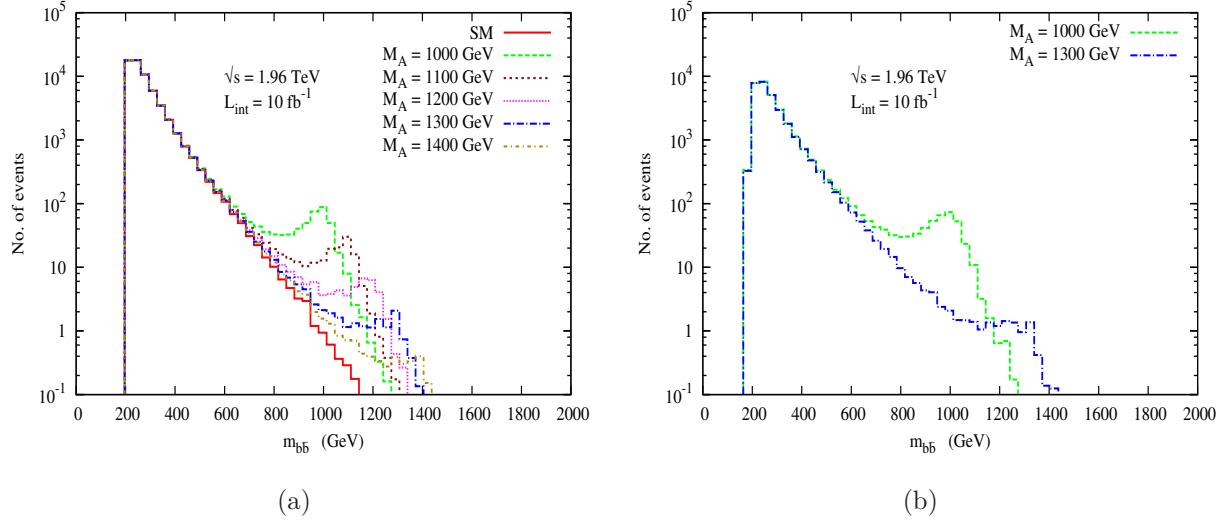 SM
M_A = 1000 GeV
M_A = 1100 GeV
M_A = 1200 GeV
M_A = 1300 GeV
M_A = 1400 GeV
√s = 1.96 TeV
L_int = 10 fb^-1
No. of events
10^5
10^4
10^3
10^2
10
1
10^-1
0 200 400 600 800 1000 1200 1400 1600 1800 2000
m_bb̄ (GeV)
(a)
M_A = 1000 GeV
M_A = 1300 GeV
√s = 1.96 TeV
L_int = 10 fb^-1
No. of events
10^5
10^4
10^3
10^2
10
1
10^-1
0 200 400 600 800 1000 1200 1400 1600 1800 2000
m_bb̄ (GeV)
(b)